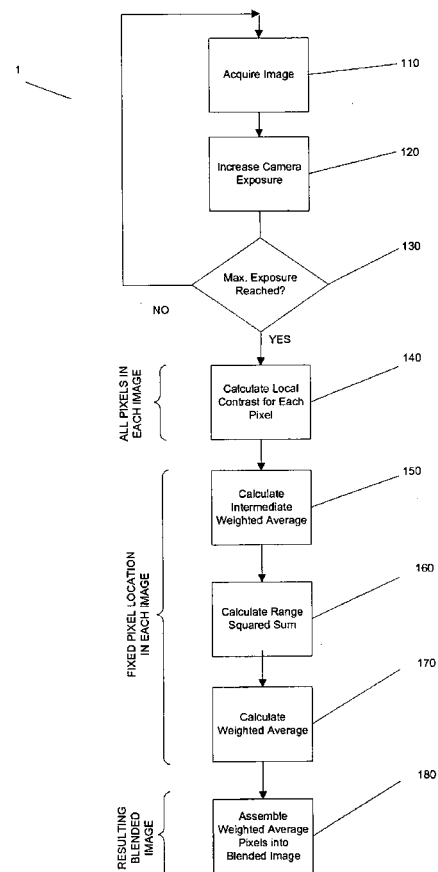 1
Acquire Image
110
Increase Camera
Exposure
120
Max. Exposure
Reached?
130
NO
YES
ALL PIXELS IN
EACH IMAGE
Calculate Local
Contrast for Each
Pixel
140
FIXED PIXEL LOCATION
IN EACH IMAGE
Calculate
Intermediate
Weighted Average
150
Calculate Range
Squared Sum
160
Calculate
Weighted Average
170
RESULTING
BLENDED
IMAGE
Assemble
Weighted Average
Pixels into
Blended Image
180